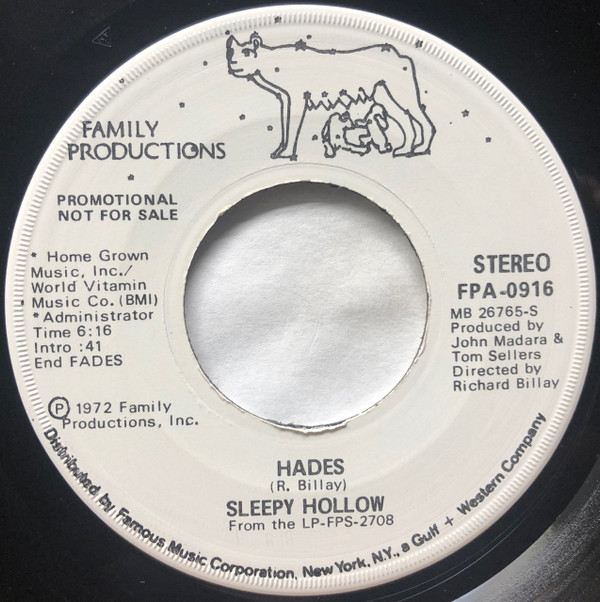 FAMILY
PRODUCTIONS
PROMOTIONAL
NOT FOR SALE
* Home Grown
Music, Inc./
World Vitamin
Music Co. (BMI)
*Administrator
Time 6:16
Intro :41
End FADES
STEREO
FPA-0916
MB 26765-S
Produced by
John Madara &
Tom Sellers
Directed by
Richard Billay
Ⓟ 1972 Family
Productions, Inc.
HADES
(R. Billay)
SLEEPY HOLLOW
From the LP-FPS-2708
Distributed by Famous Music Corporation, New York, N.Y., a Gulf + Western Company